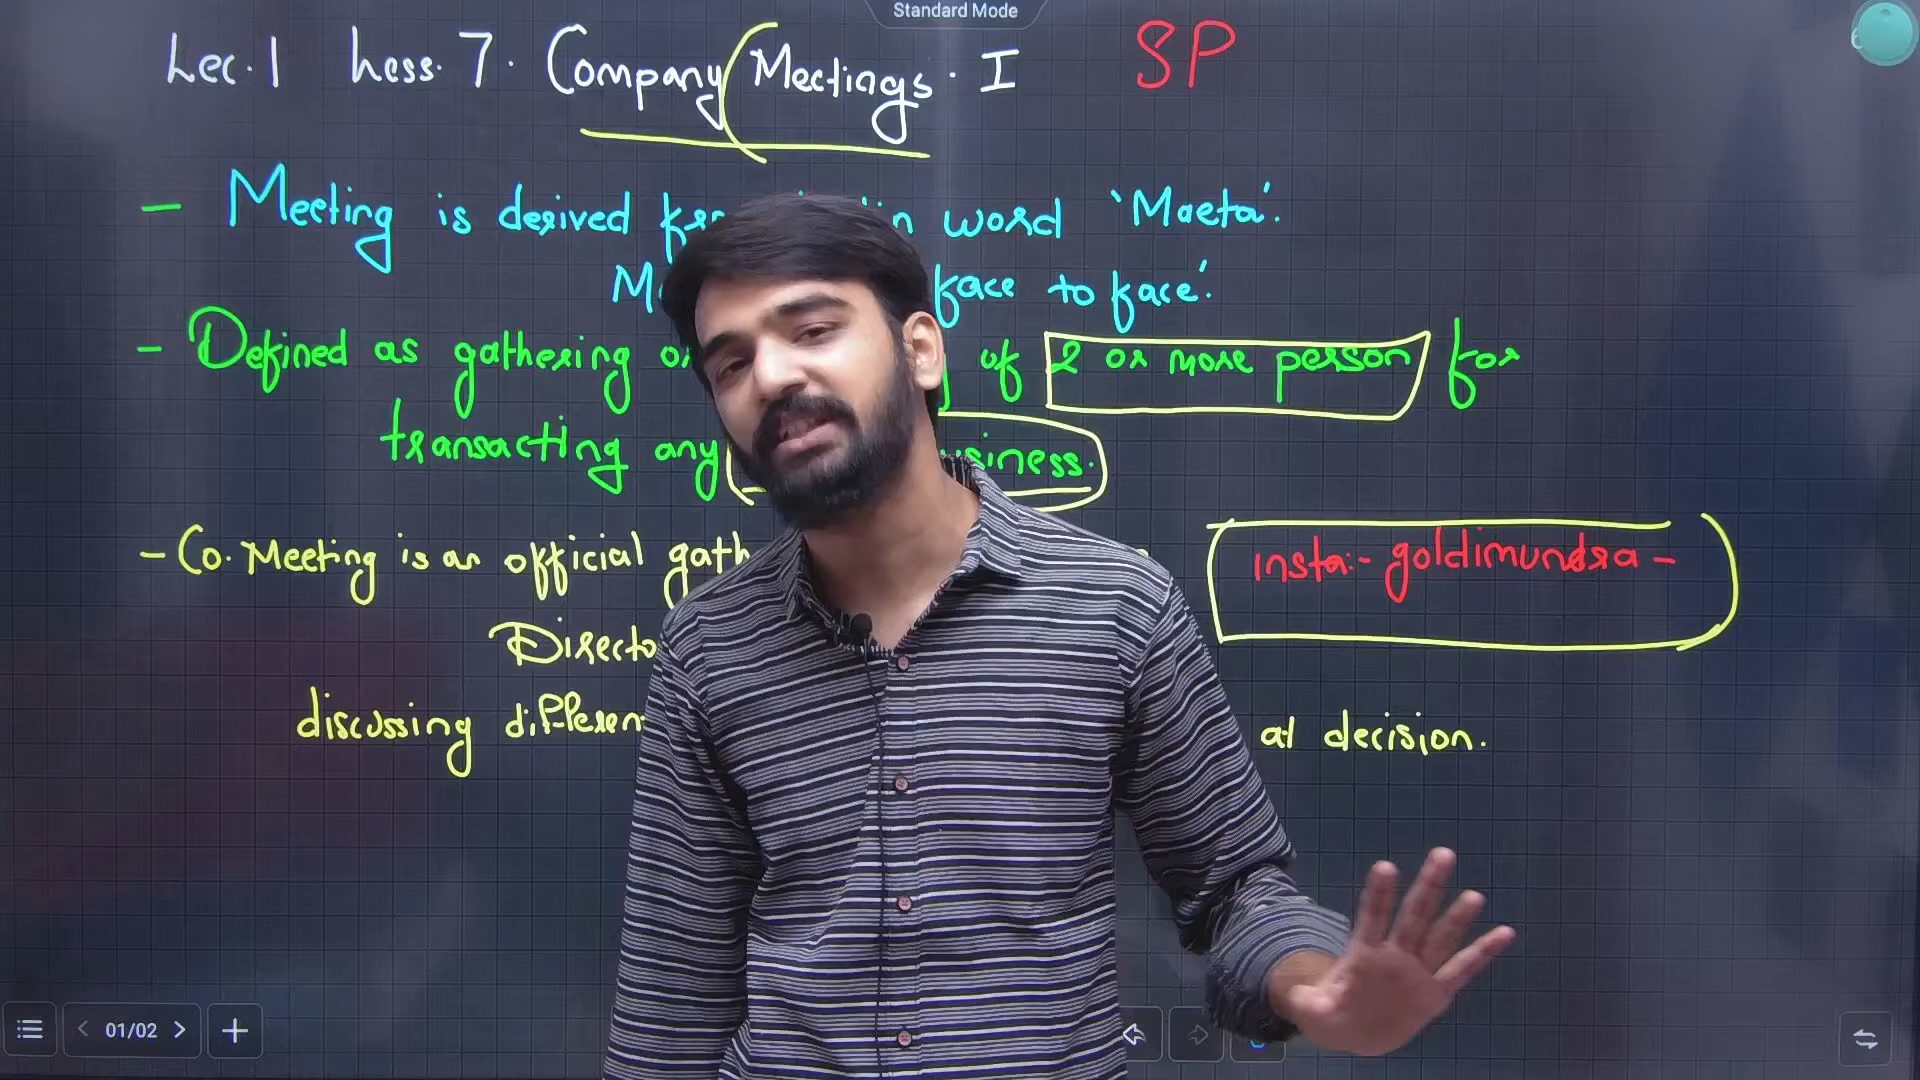 Standard Mode
Lec. 1 Less. 7. Company Meetings. I SP
– Meeting is derived word 'Maeta'.
face to face'.
– Defined as gathering of 2 or more person for
transacting any
– Co. Meeting is an official
insta:- goldimundra -
discussing at decision.
01/02